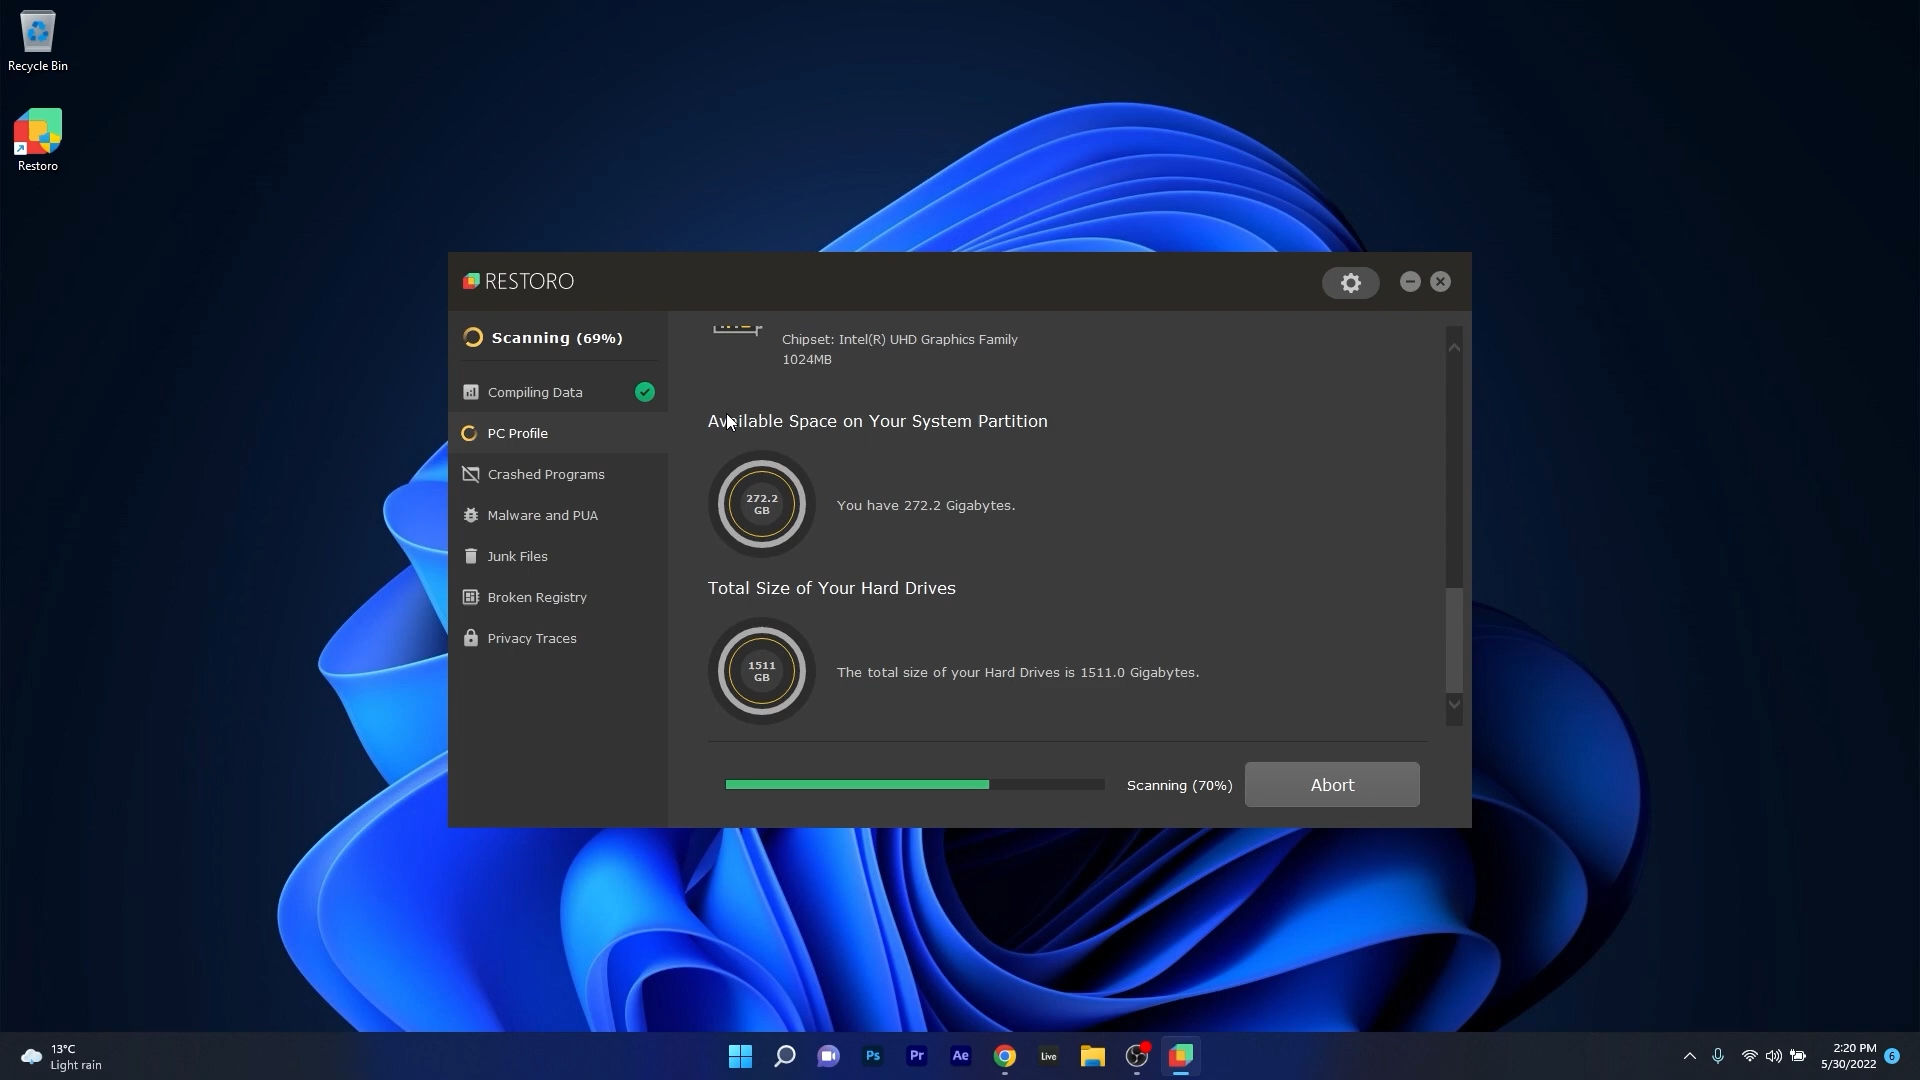 Recycle Bin
Restoro
RESTORO
Scanning (69%)
Compiling Data
PC Profile
Crashed Programs
Malware and PUA
Junk Files
Broken Registry
Privacy Traces
Chipset: Intel(R) UHD Graphics Family
1024MB
Available Space on Your System Partition
272.2
GB
You have 272.2 Gigabytes.
Total Size of Your Hard Drives
1511
GB
The total size of your Hard Drives is 1511.0 Gigabytes.
Scanning (70%)
Abort
13°C
Light rain
Ps
Pr
Ae
Live
2:20 PM
5/30/2022
6